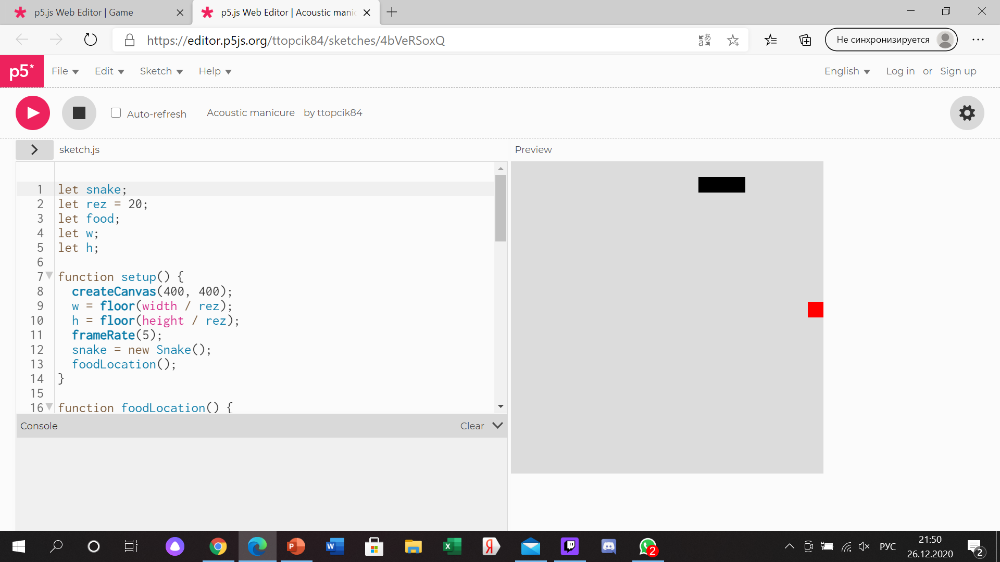 p5.js Web Editor | Game
p5.js Web Editor | Acoustic manic
https://editor.p5js.org/ttopcik84/sketches/4bVeRSoxQ
Не синхронизируется
p5*
File
Edit
Sketch
Help
English
Log in or Sign up
Auto-refresh
Acoustic manicure by ttopcik84
sketch.js
Preview
1 let snake;
2 let rez = 20;
3 let food;
4 let w;
5 let h;
6
7 function setup() {
8 createCanvas(400, 400);
9 w = floor(width / rez);
10 h = floor(height / rez);
11 frameRate(5);
12 snake = new Snake();
13 foodLocation();
14 }
15
16 function foodLocation() {
Console
Clear
P
W
X
Я
2
РУС
21:50
26.12.2020
2